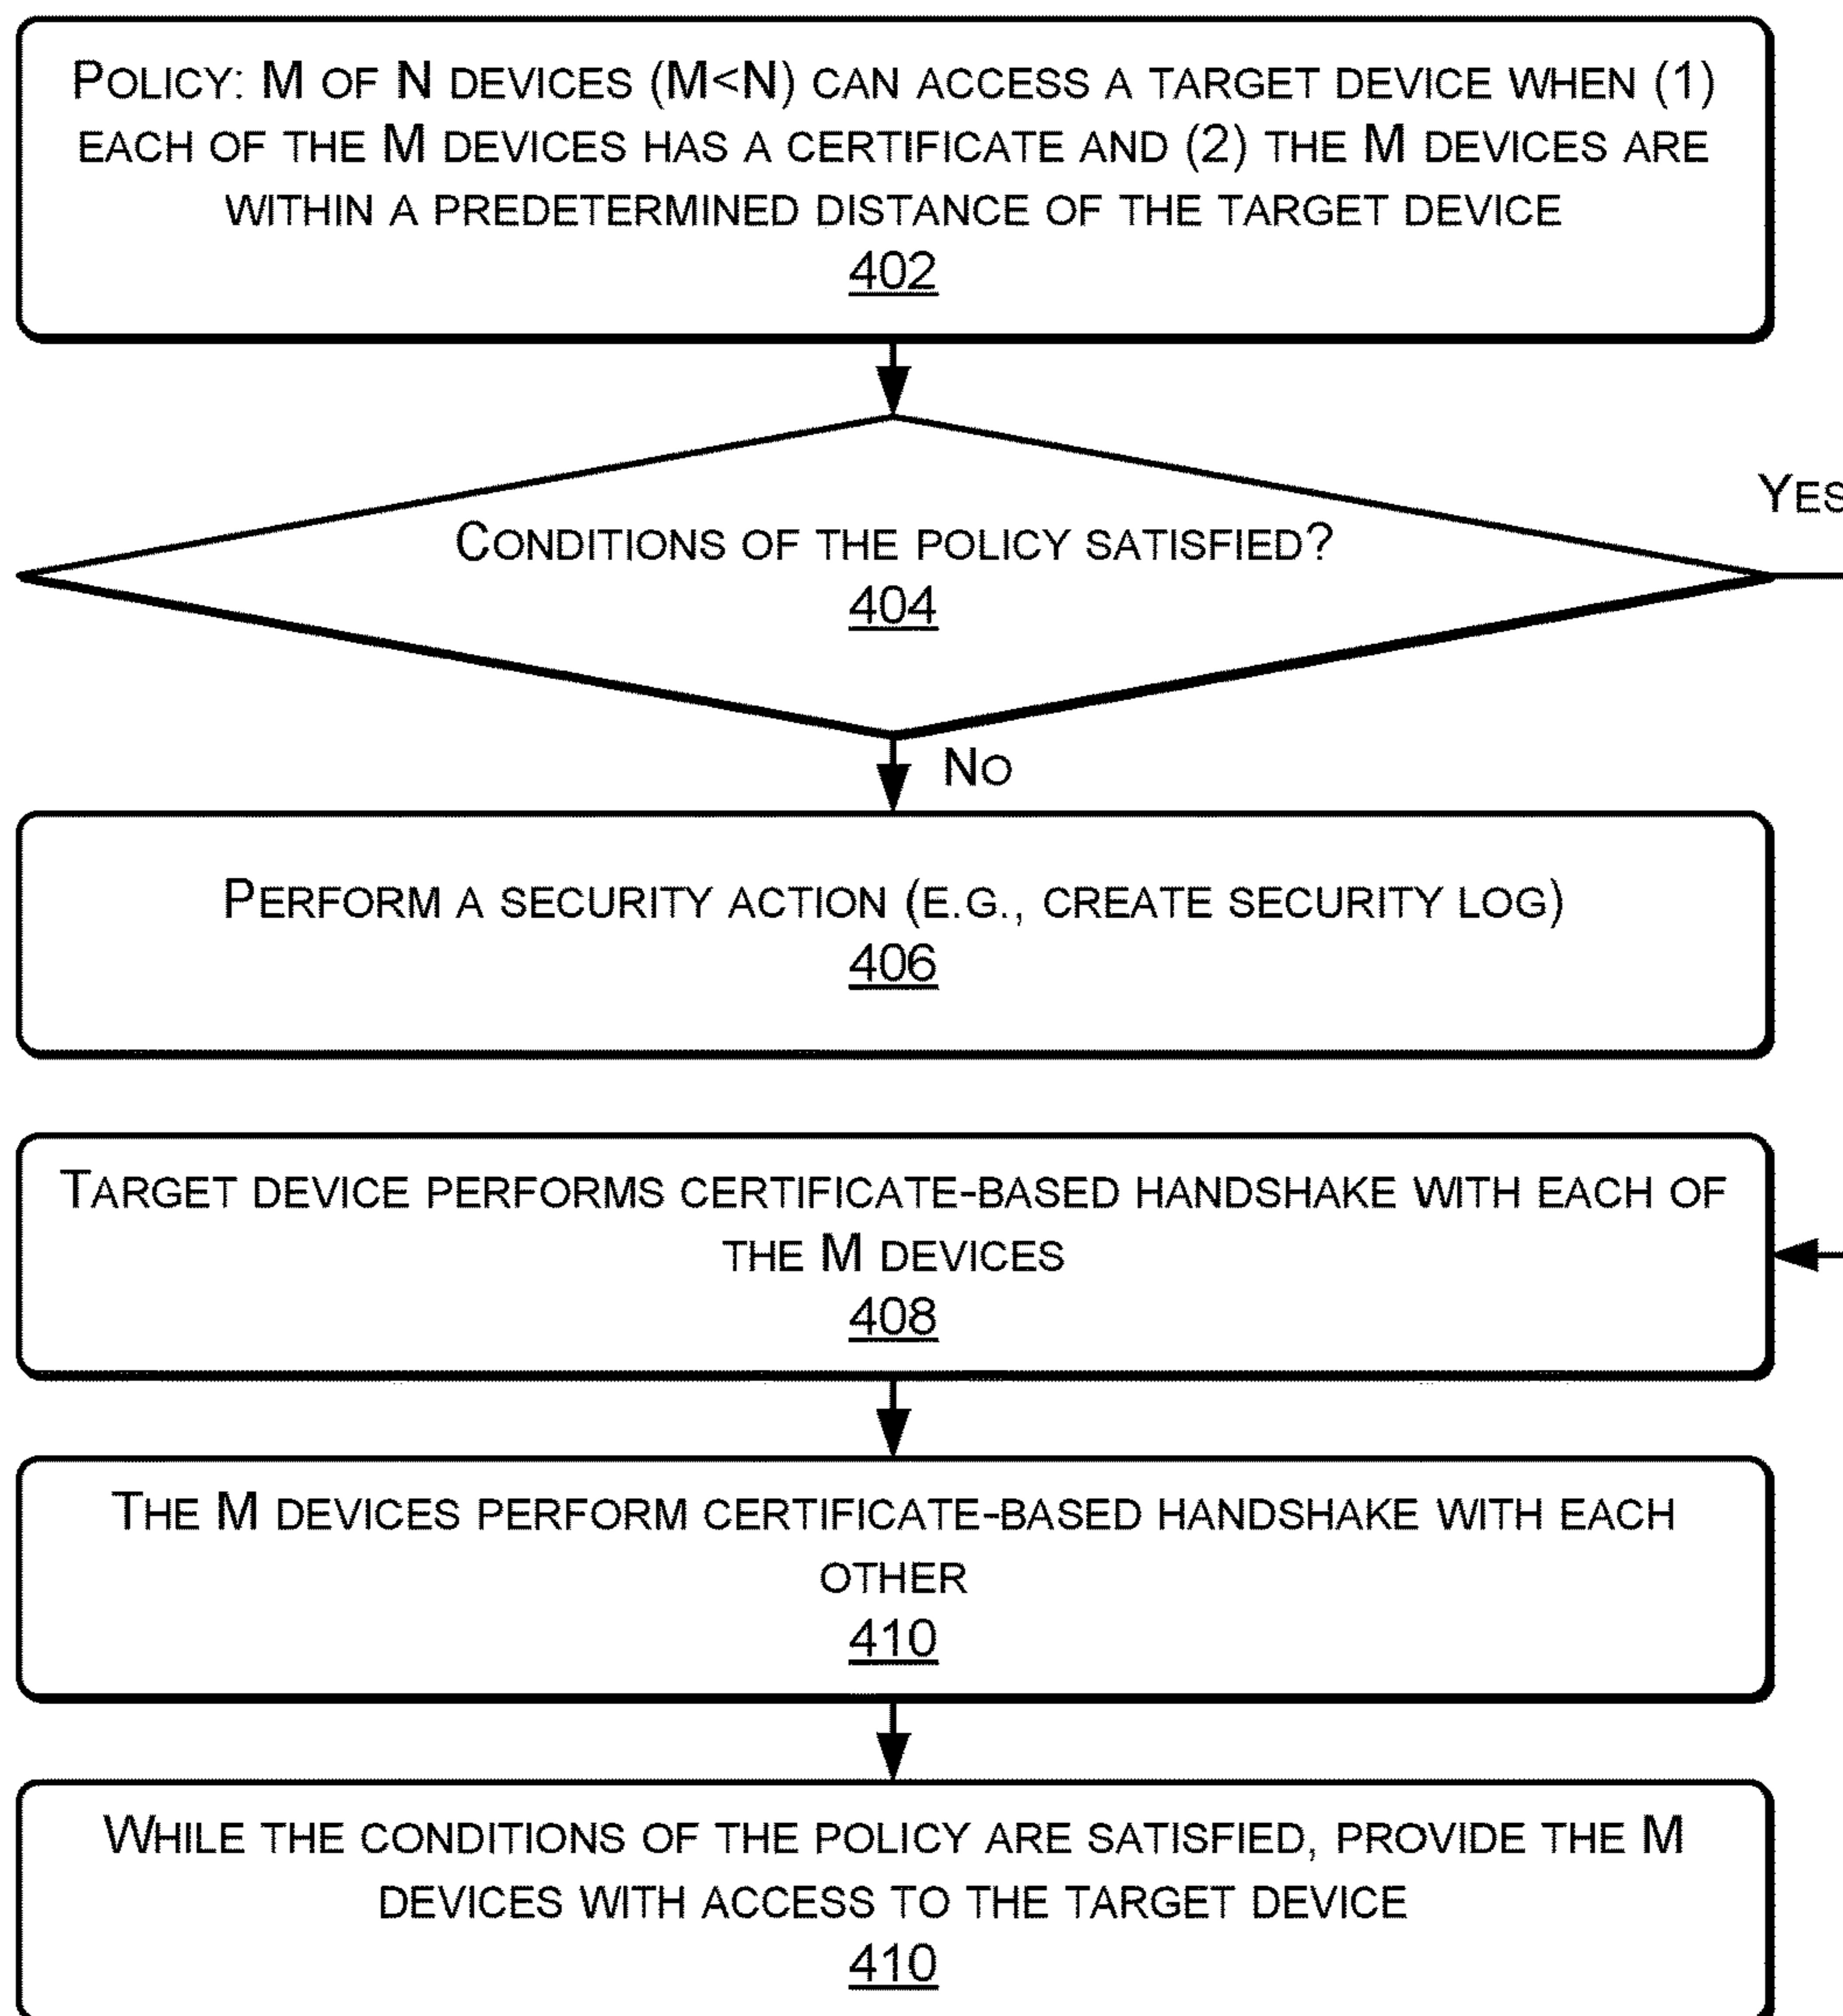 POLICY: M OF N DEVICES (M<N) CAN ACCESS A TARGET DEVICE WHEN (1)
EACH OF THE M DEVICES HAS A CERTIFICATE AND (2) THE M DEVICES ARE
WITHIN A PREDETERMINED DISTANCE OF THE TARGET DEVICE
402
YES
CONDITIONS OF THE POLICY SATISFIED?
404
NO
PERFORM A SECURITY ACTION (E.G., CREATE SECURITY LOG)
406
TARGET DEVICE PERFORMS CERTIFICATE-BASED HANDSHAKE WITH EACH OF
THE M DEVICES
408
THE M DEVICES PERFORM CERTIFICATE-BASED HANDSHAKE WITH EACH
OTHER
410
WHILE THE CONDITIONS OF THE POLICY ARE SATISFIED, PROVIDE THE M
DEVICES WITH ACCESS TO THE TARGET DEVICE
410